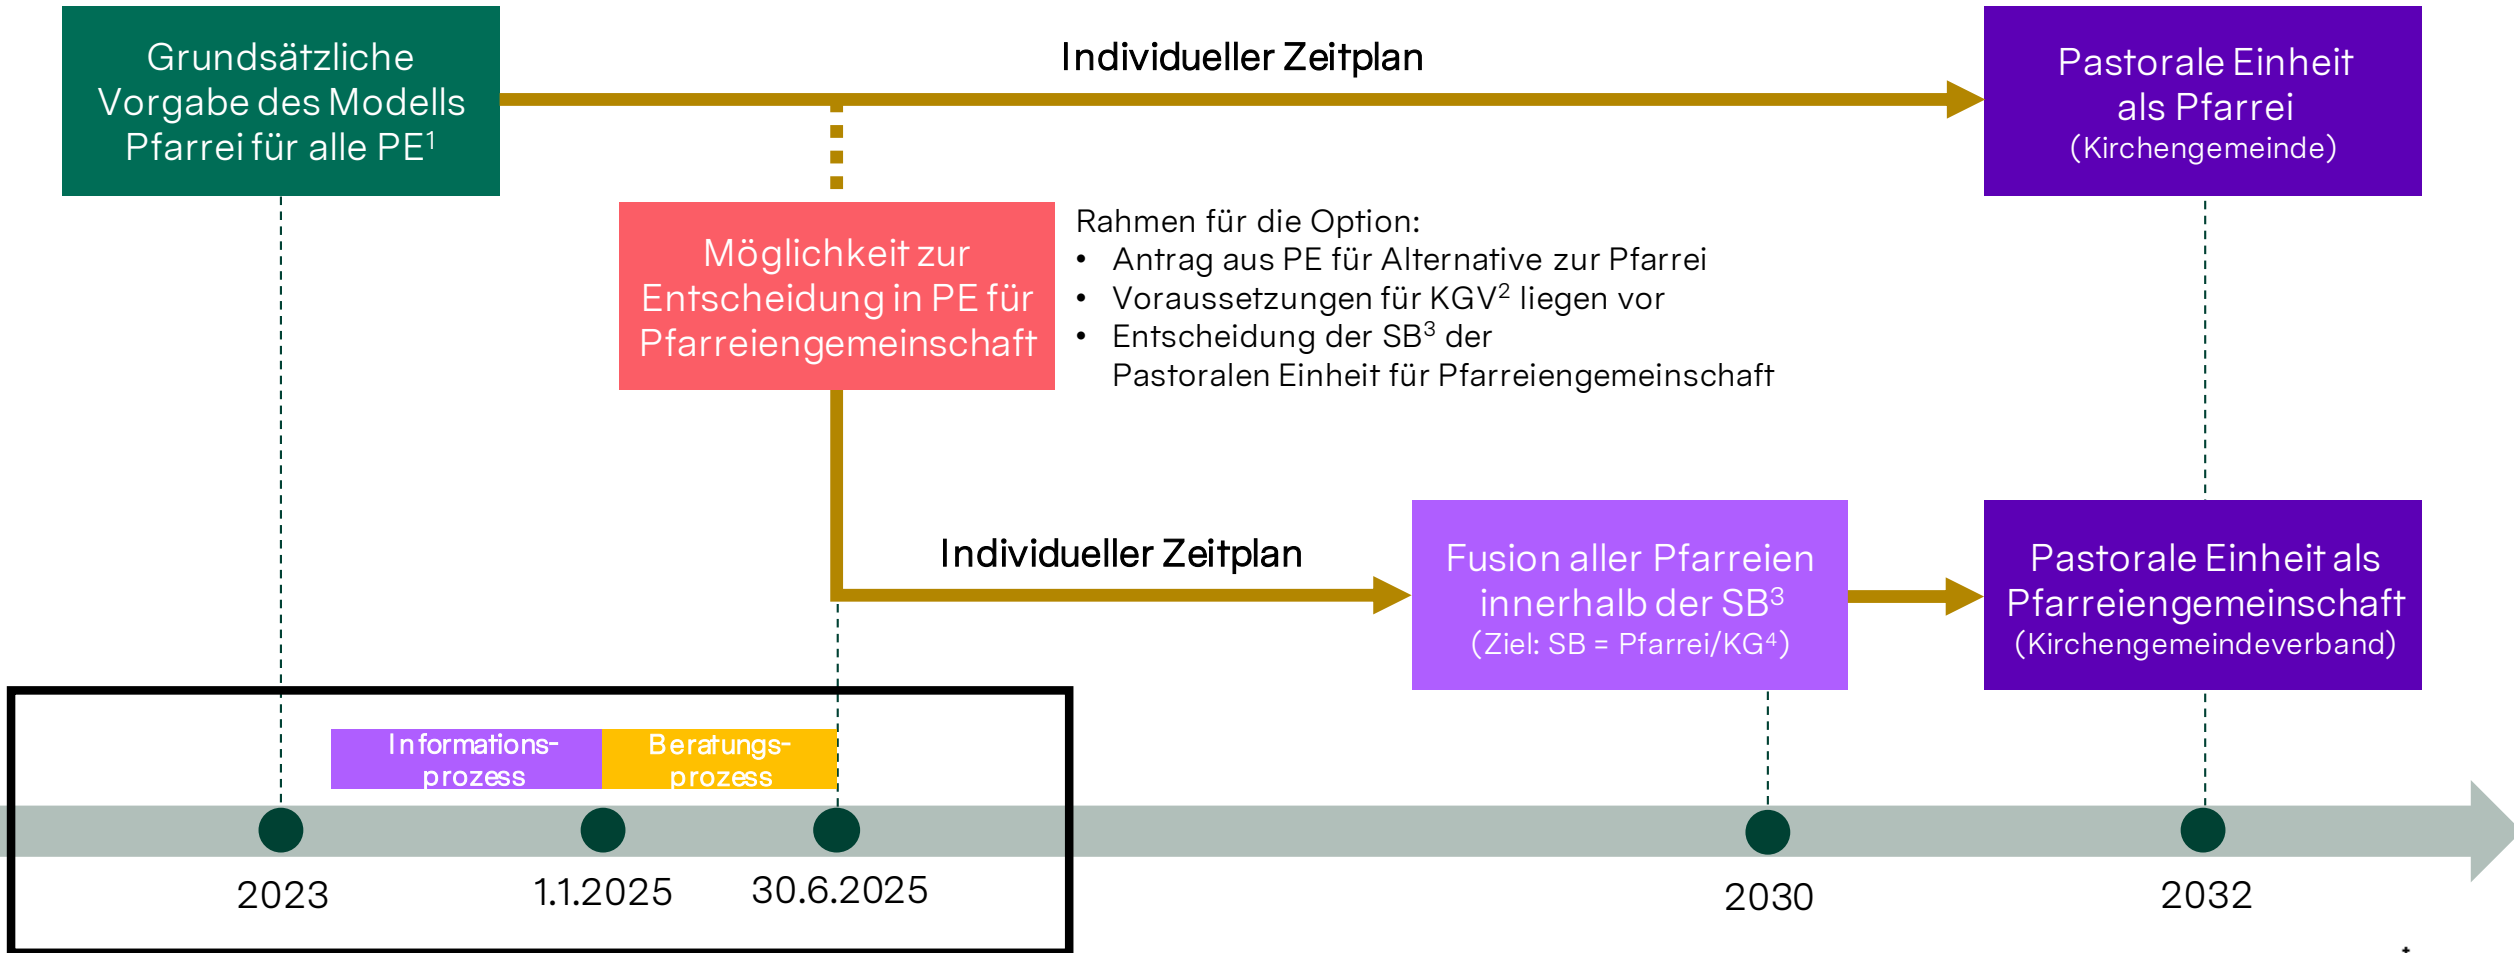 Grundsätzliche
Vorgabe des Modells
Pfarrei für alle PE¹
Individueller Zeitplan
Pastorale Einheit
als Pfarrei
(Kirchengemeinde)
Möglichkeit zur
Entscheidung in PE für
Pfarreiengemeinschaft
Rahmen für die Option:
• Antrag aus PE für Alternative zur Pfarrei
• Voraussetzungen für KGV² liegen vor
• Entscheidung der SB³ der
Pastoralen Einheit für Pfarreiengemeinschaft
Individueller Zeitplan
Fusion aller Pfarreien
innerhalb der SB³
(Ziel: SB = Pfarrei/KG⁴)
Pastorale Einheit als
Pfarreiengemeinschaft
(Kirchengemeindeverband)
Informations-
prozess
Beratungs-
prozess
2023
1.1.2025
30.6.2025
2030
2032